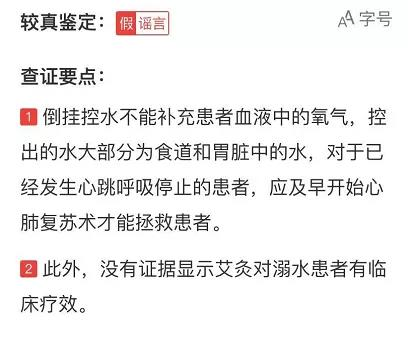 较真鉴定：假 谣言
AA 字号
查证要点：
1 倒挂控水不能补充患者血液中的氧气，控
出的水大部分为食道和胃脏中的水，对于已
经发生心跳呼吸停止的患者，应及早开始心
肺复苏术才能拯救患者。
2 此外，没有证据显示艾灸对溺水患者有临
床疗效。